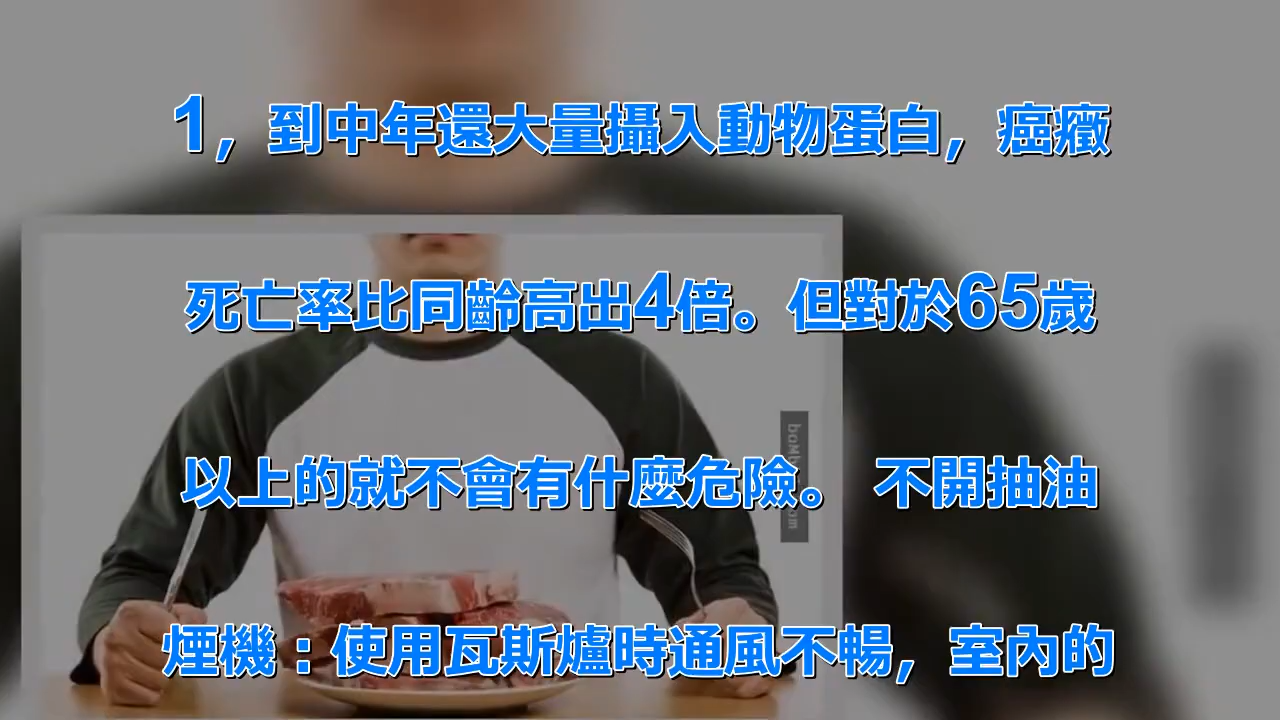 1，到中年還大量攝入動物蛋白，癌癥
死亡率比同齡高出4倍。但對於65歲
以上的就不會有什麼危險。 不開抽油
煙機：使用瓦斯爐時通風不暢，室內的